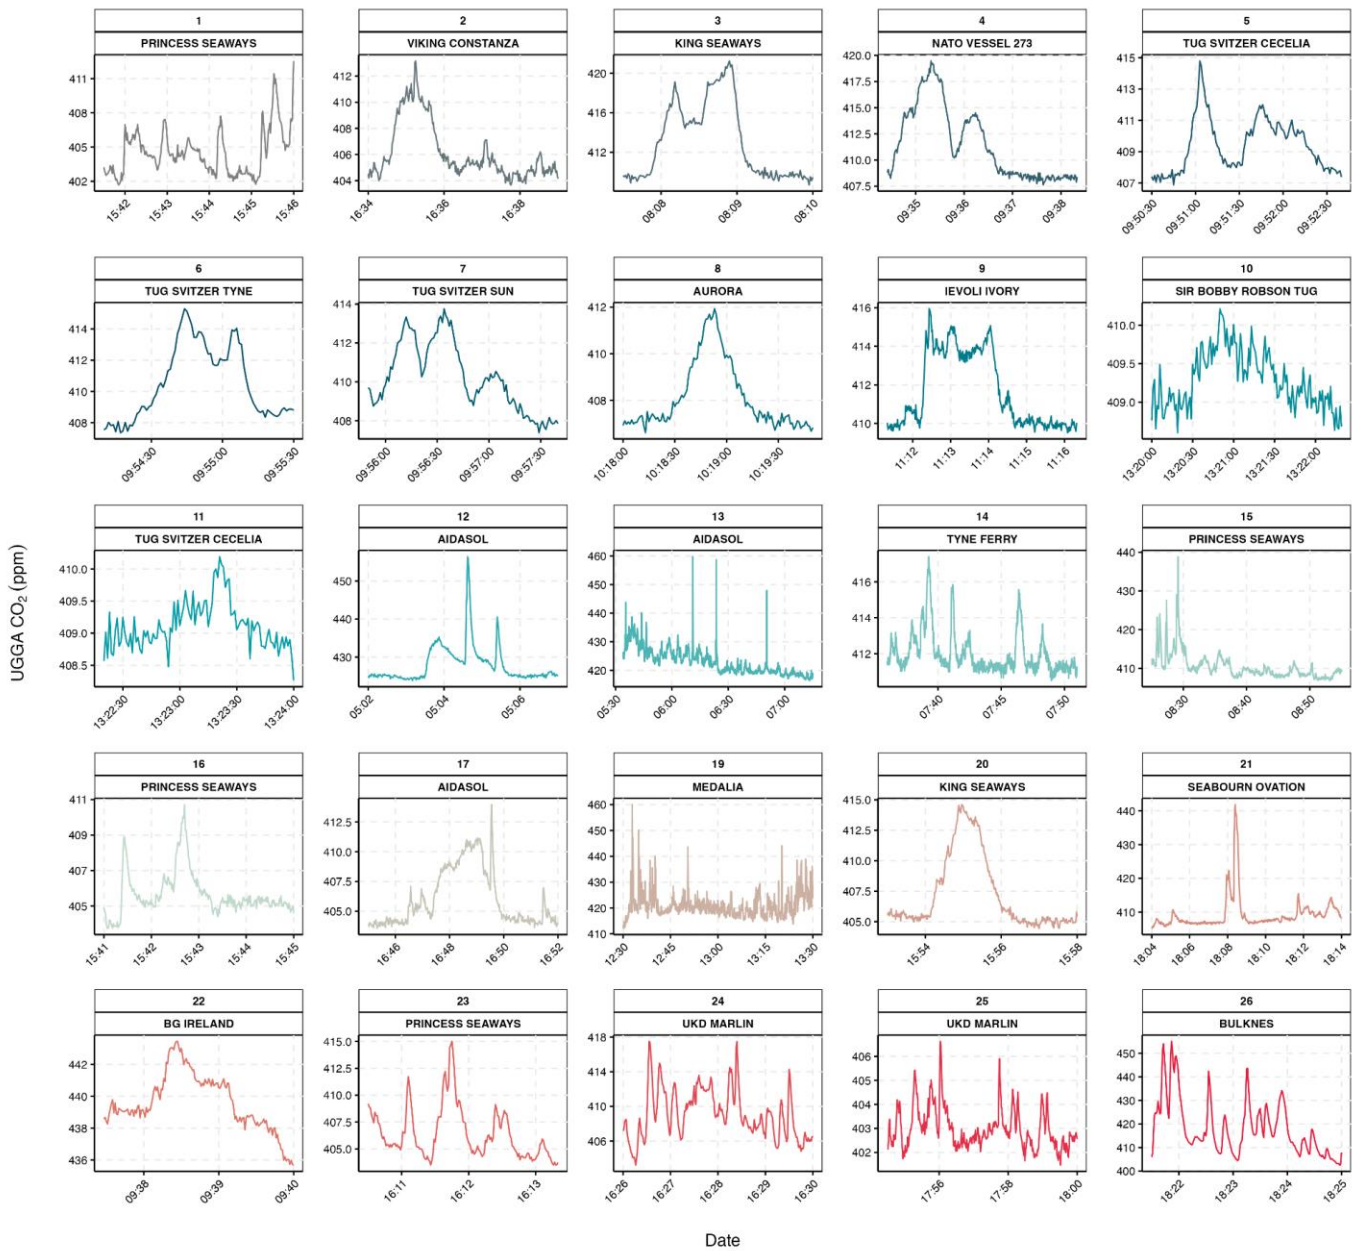 1 2 3 4 5
PRINCESS SEAWAYS VIKING CONSTANZA KING SEAWAYS NATO VESSEL 273 TUG SVITZER CECELIA
411 408 405 402
412 410 408 406 404
420 416 412
420.0 417.5 415.0 412.5 410.0 407.5
415 413 411 409 407
15:42 15:43 15:44 15:45 15:46
16:34 16:36 16:38
08:08 08:09 08:10
09:35 09:36 09:37 09:38
09:50:30 09:51:00 09:51:30 09:52:00 09:52:30
6 7 8 9 10
TUG SVITZER TYNE TUG SVITZER SUN AURORA IEVOLI IVORY SIR BOBBY ROBSON TUG
414 412 410 408
414 412 410 408
412 410 408
416 414 412 410
410.0 409.5 409.0
09:54:30 09:55:00 09:55:30
09:56:00 09:56:30 09:57:00 09:57:30
10:18:00 10:18:30 10:19:00 10:19:30
11:12 11:13 11:14 11:15 11:16
13:20:00 13:20:30 13:21:00 13:21:30 13:22:00
11 12 13 14 15
TUG SVITZER CECELIA AIDASOL AIDASOL TYNE FERRY PRINCESS SEAWAYS
410.0 409.5 409.0 408.5
450 440 430
460 450 440 430 420
416 414 412
440 430 420 410
13:22:30 13:23:00 13:23:30 13:24:00
05:02 05:04 05:06
05:30 06:00 06:30 07:00
07:40 07:45 07:50
08:30 08:40 08:50
UGGA CO₂ (ppm)
16 17 19 20 21
PRINCESS SEAWAYS AIDASOL MEDALIA KING SEAWAYS SEABOURN OVATION
411 409 407 405
412.5 410.0 407.5 405.0
460 450 440 430 420 410
415.0 412.5 410.0 407.5 405.0
440 430 420 410
15:41 15:42 15:43 15:44 15:45
16:46 16:48 16:50 16:52
12:30 12:45 13:00 13:15 13:30
15:54 15:56 15:58
18:04 18:06 18:08 18:10 18:12 18:14
22 23 24 25 26
BG IRELAND PRINCESS SEAWAYS UKD MARLIN UKD MARLIN BULKNES
442 440 438 436
415.0 412.5 410.0 407.5 405.0
418 414 410 406
406 405 404 403 402
450 440 430 420 410 400
09:38 09:39 09:40
16:11 16:12 16:13
16:26 16:27 16:28 16:29 16:30
17:56 17:58 18:00
18:22 18:23 18:24 18:25
Date